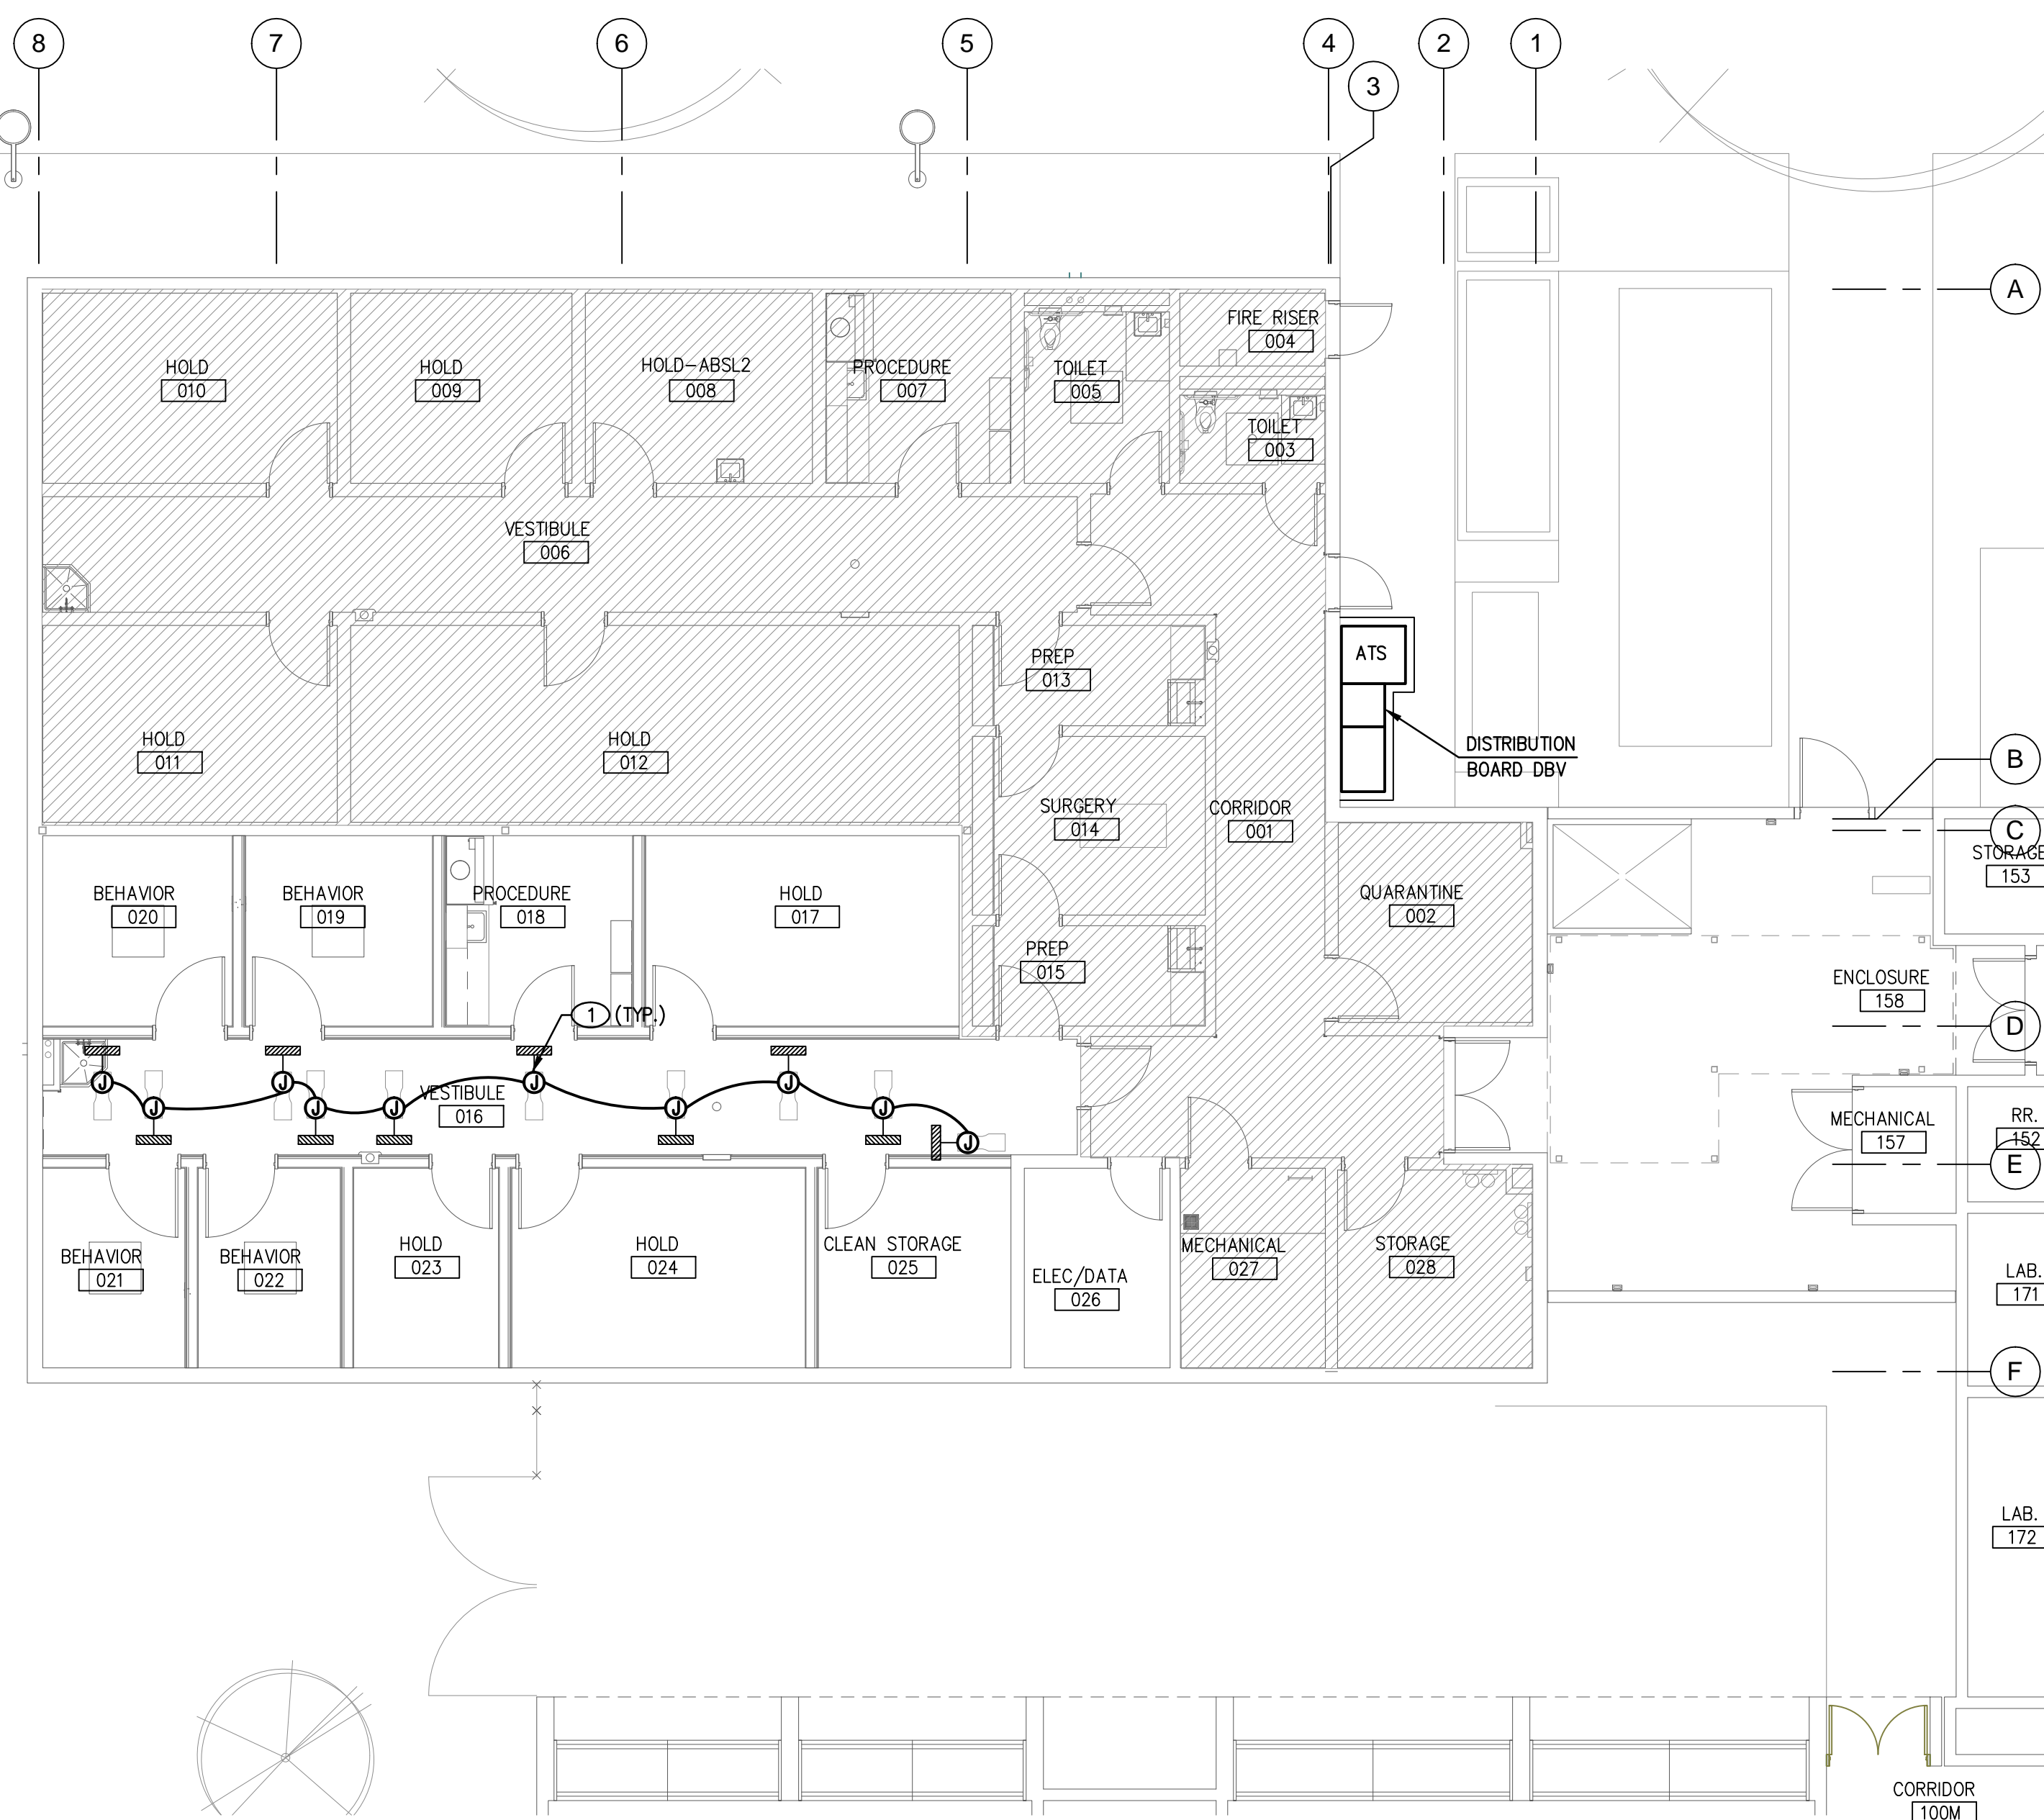 8
7
6
5
4
2
1
3
A
FIRE RISER
004
HOLD
010
HOLD
009
HOLD-ABSL2
008
PROCEDURE
007
TOILET
005
TOILET
003
VESTIBULE
006
ATS
PREP
013
HOLD
011
HOLD
012
DISTRIBUTION
BOARD DBV
B
SURGERY
014
CORRIDOR
001
C
STORAGE
153
BEHAVIOR
020
BEHAVIOR
019
PROCEDURE
018
HOLD
017
QUARANTINE
002
PREP
015
ENCLOSURE
158
1 (TYP.)
D
J
J
J
J
J
J
J
J
J
J
VESTIBULE
016
MECHANICAL
157
RR.
152
E
BEHAVIOR
021
BEHAVIOR
022
HOLD
023
HOLD
024
CLEAN STORAGE
025
ELEC/DATA
026
MECHANICAL
027
STORAGE
028
LAB.
171
F
LAB.
172
CORRIDOR
100M